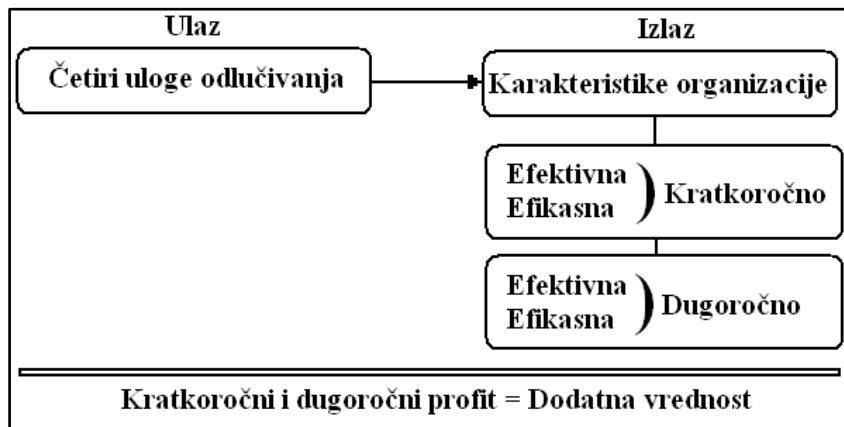 Ulaz
Izlaz
Četiri uloge odlučivanja
Karakteristike organizacije
Efektivna
Efikasna
) Kratkoročno
Efektivna
Efikasna
) Dugoročno
Kratkoročni i dugoročni profit = Dodatna vrednost